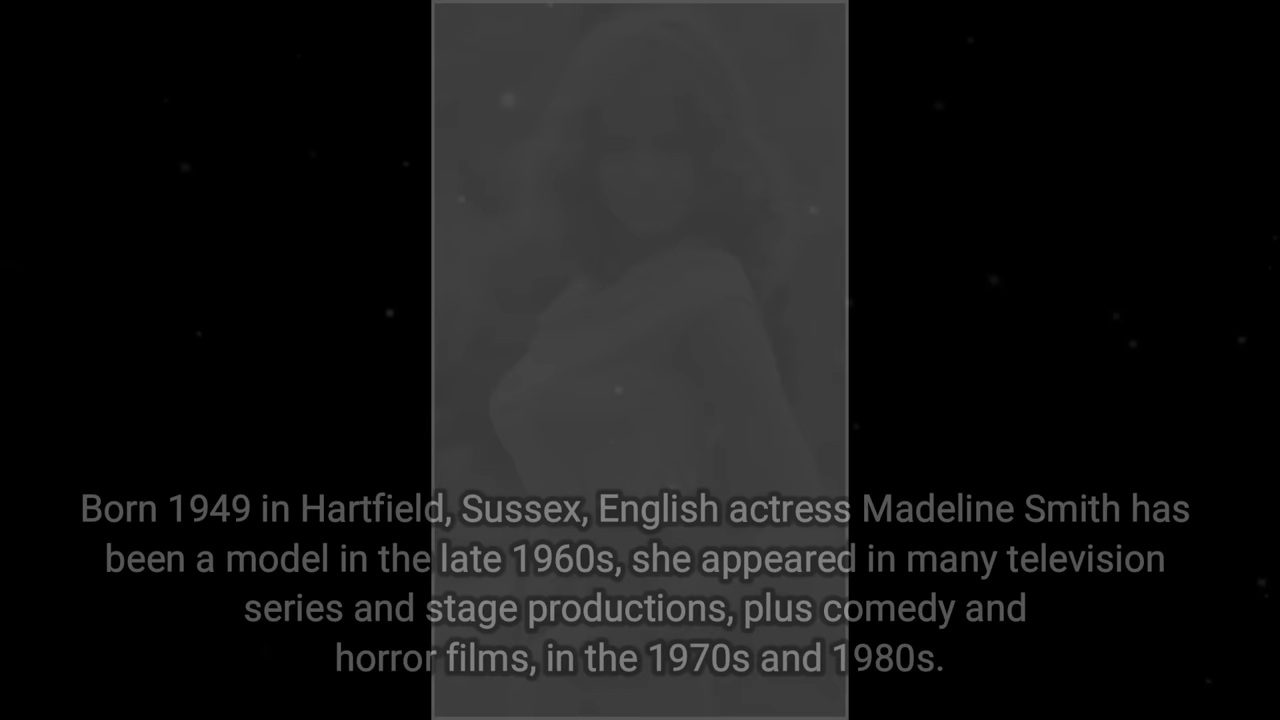 Born 1949 in Hartfield, Sussex, English actress Madeline Smith has
been a model in the late 1960s, she appeared in many television
series and stage productions, plus comedy and
horror films, in the 1970s and 1980s.